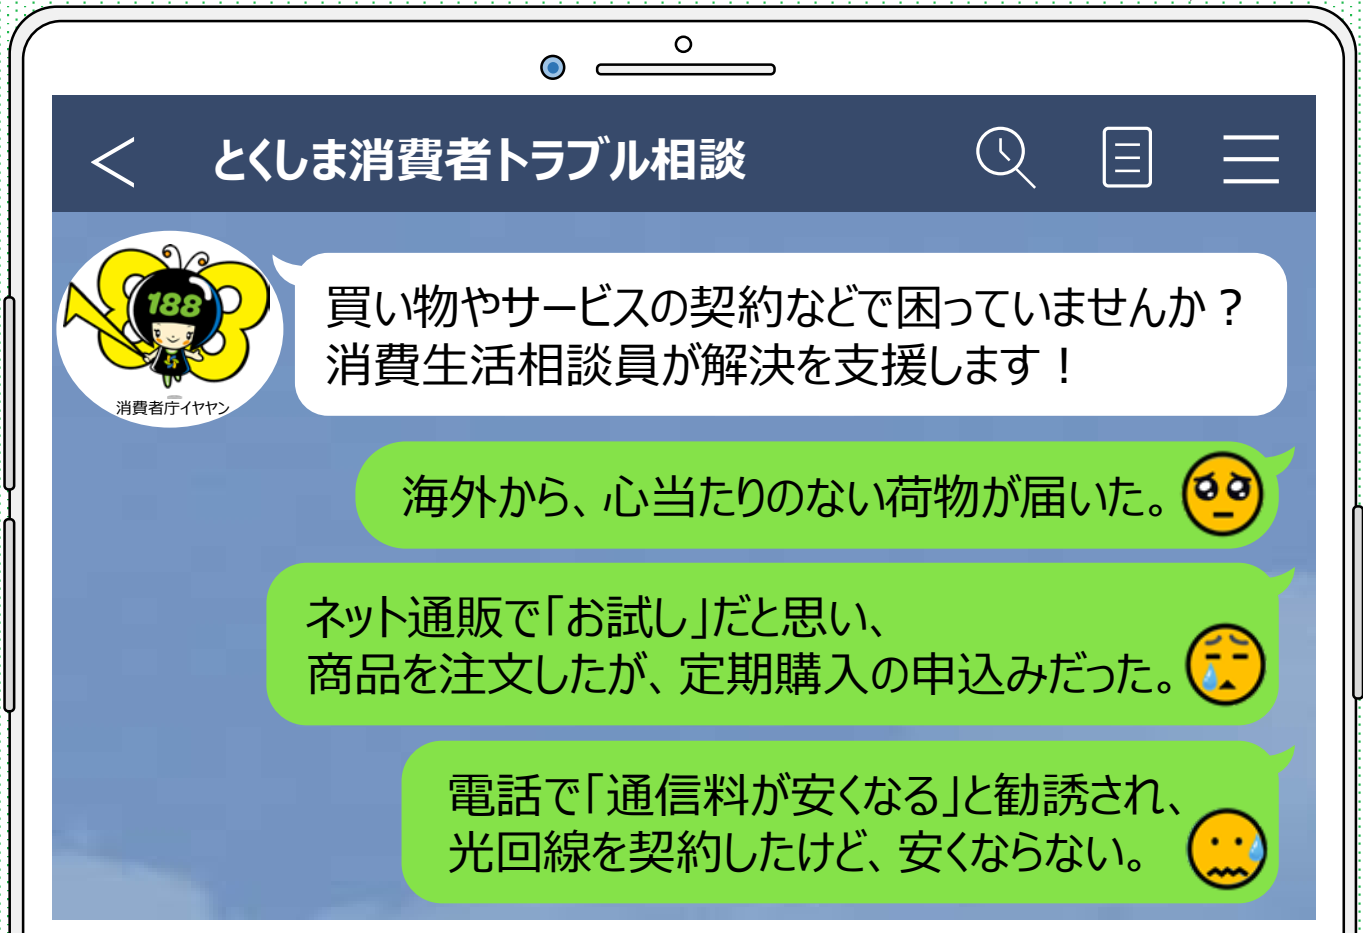 とくしま消費者トラブル相談
188
消費者庁イヤヤン
買い物やサービスの契約などで困っていませんか?
消費生活相談員が解決を支援します!
海外から、心当たりのない荷物が届いた。
ネット通販で「お試し」だと思い、
商品を注文したが、定期購入の申込みだった。
電話で「通信料が安くなる」と勧誘され、
光回線を契約したけど、安くならない。